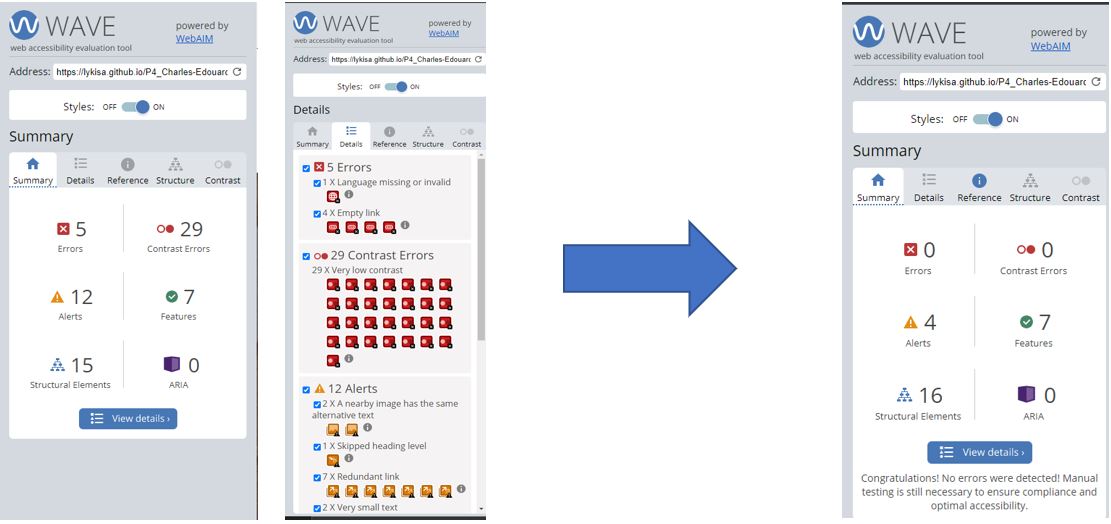 WAVE
web accessibility evaluation tool
powered by
WebAIM
Address: https://lykisa.github.io/P4_Charles-Edouard
Styles: OFF ON
Summary
Summary Details Reference Structure Contrast
5
Errors
29
Contrast Errors
12
Alerts
7
Features
15
Structural Elements
0
ARIA
View details ›
WAVE
web accessibility evaluation tool
powered by
WebAIM
Address: https://lykisa.github.io/P4_Charles-Edouarc
Styles: OFF ON
Details
Summary Details Reference Structure Contrast
5 Errors
1 X Language missing or invalid
4 X Empty link
29 Contrast Errors
29 X Very low contrast
12 Alerts
2 X A nearby image has the same
alternative text
1 X Skipped heading level
7 X Redundant link
2 X Very small text
WAVE
web accessibility evaluation tool
powered by
WebAIM
Address: https://lykisa.github.io/P4_Charles-Edouarc
Styles: OFF ON
Summary
Summary Details Reference Structure Contrast
0
Errors
0
Contrast Errors
4
Alerts
7
Features
16
Structural Elements
0
ARIA
View details ›
Congratulations! No errors were detected! Manual
testing is still necessary to ensure compliance and
optimal accessibility.